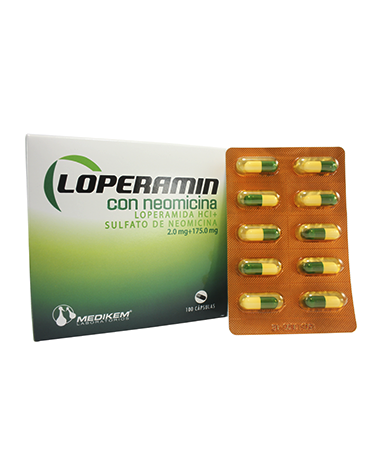 LOPERAMIN
con neomicina
LOPERAMIDA HCl+
SULFATO DE NEOMICINA
2.0 mg+175.0 mg
MEDIKEM
LABORATORIOS
100 CÁPSULAS